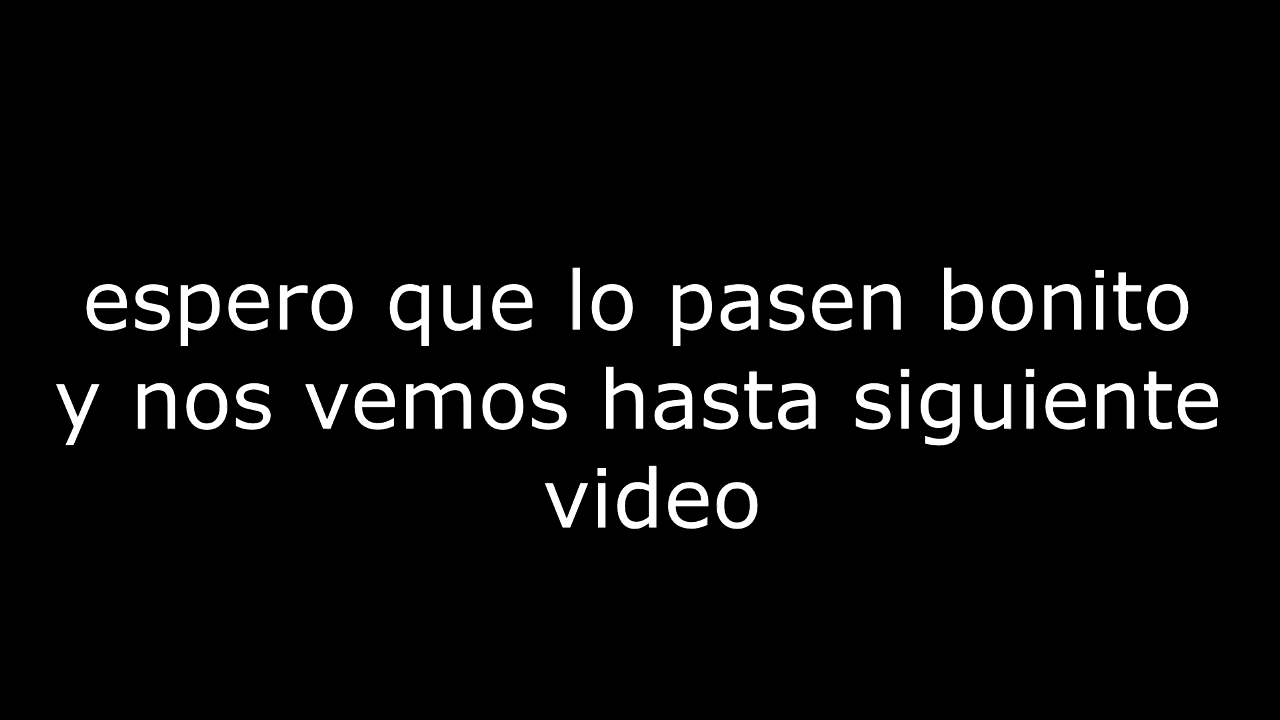 espero que lo pasen bonito
y nos vemos hasta siguiente
video